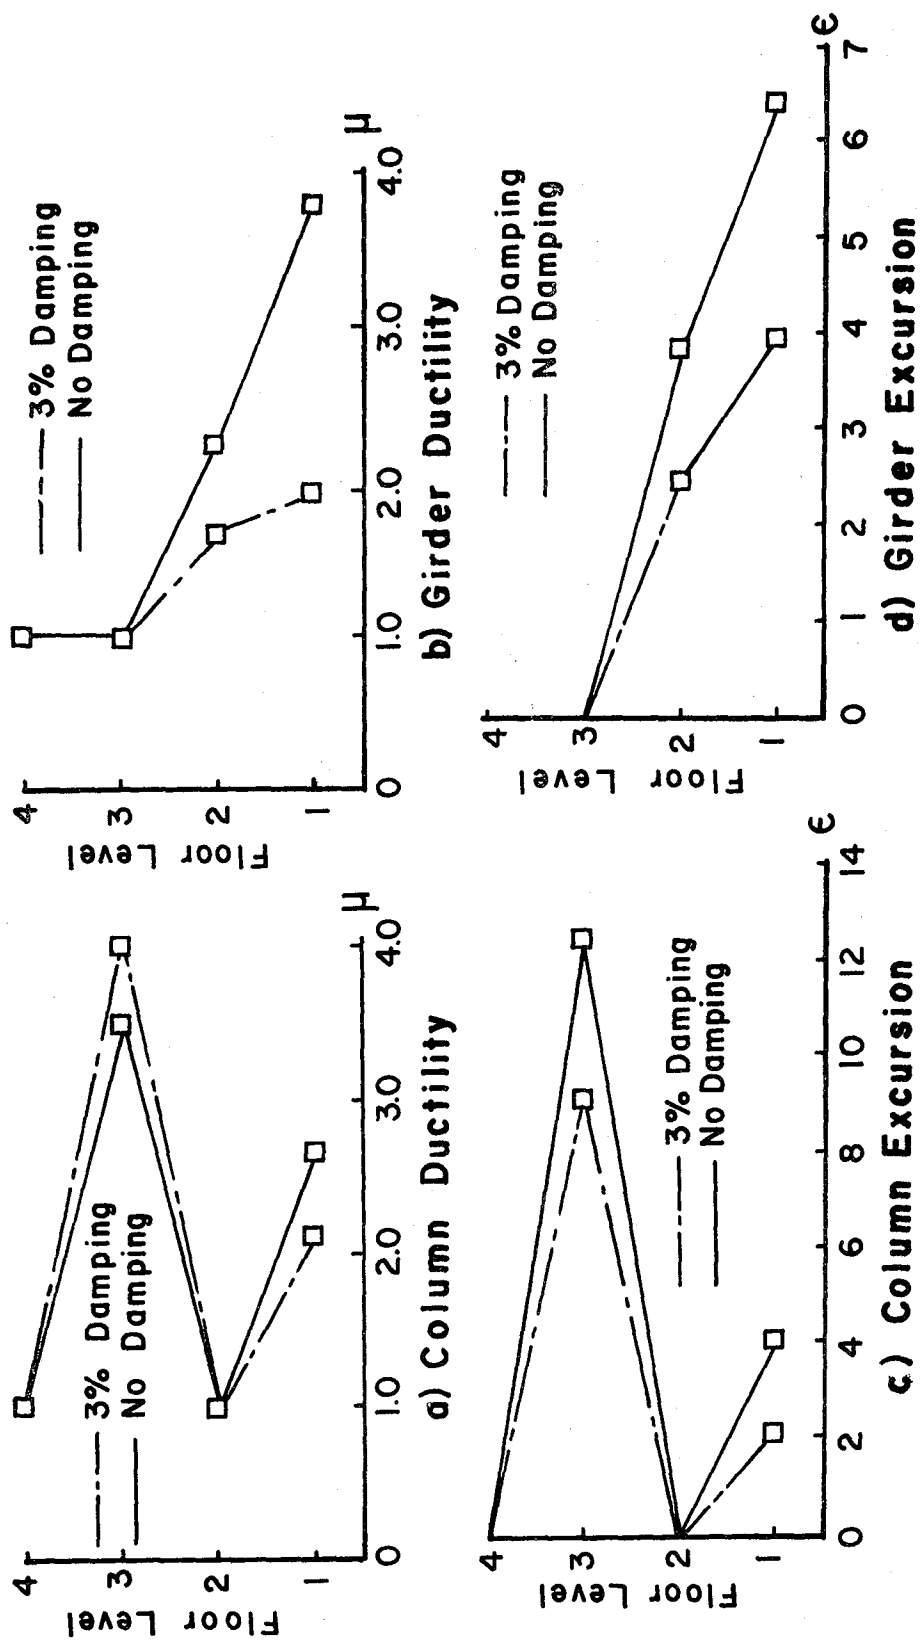 4
3
2
1
Floor Level
3% Damping
No Damping
0
1.0
2.0
3.0
4.0
μ
a) Column Ductility
4
3
2
1
Floor Level
3% Damping
No Damping
0
1.0
2.0
3.0
4.0
μ
b) Girder Ductility
4
3
2
1
Floor Level
3% Damping
No Damping
0
2
4
6
8
10
12
14
ϵ
c) Column Excursion
4
3
2
1
Floor Level
3% Damping
No Damping
0
1
2
3
4
5
6
7
ϵ
d) Girder Excursion